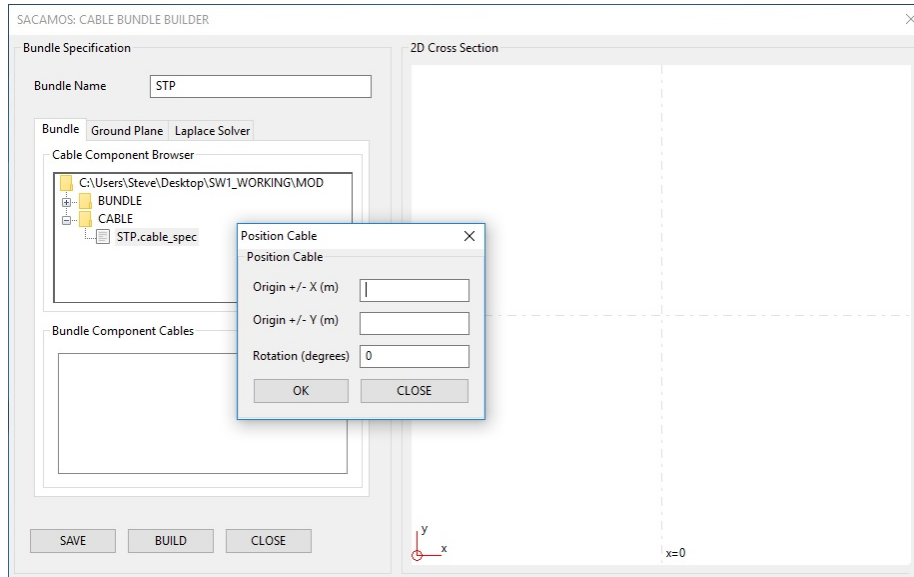 SACAMOS: CABLE BUNDLE BUILDER
Bundle Specification
Bundle Name
STP
Bundle
Ground Plane
Laplace Solver
Cable Component Browser
C:\Users\Steve\Desktop\SW1_WORKING\MOD
BUNDLE
CABLE
STP.cable_spec
Bundle Component Cables
SAVE
BUILD
CLOSE
Position Cable
Position Cable
Origin +/- X (m)
Origin +/- Y (m)
Rotation (degrees)
0
OK
CLOSE
2D Cross Section
y
x
x=0